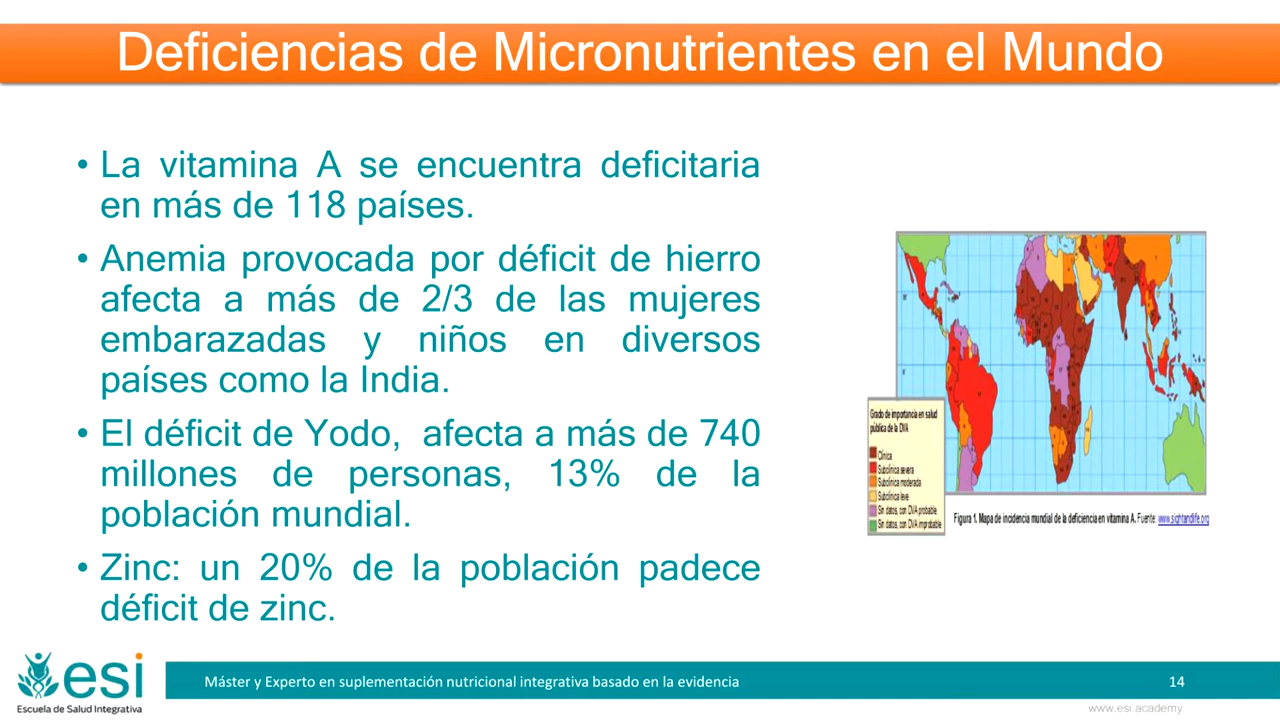 Deficiencias de Micronutrientes en el Mundo
• La vitamina A se encuentra deficitaria
en más de 118 países.
• Anemia provocada por déficit de hierro
afecta a más de 2/3 de las mujeres
embarazadas y niños en diversos
países como la India.
• El déficit de Yodo, afecta a más de 740
millones de personas, 13% de la
población mundial.
• Zinc: un 20% de la población padece
déficit de zinc.
Grado de importancia en salud
pública de la DVA
Clínica
Subclínica severa
Subclínica moderada
Subclínica leve
Sin datos, con DVA probable
Sin datos, con DVA improbable
Figura 1. Mapa de incidencia mundial de la deficiencia en vitamina A. Fuente: www.sightandlife.org
esi
Escuela de Salud Integrativa
Máster y Experto en suplementación nutricional integrativa basado en la evidencia
14
www.esi.academy